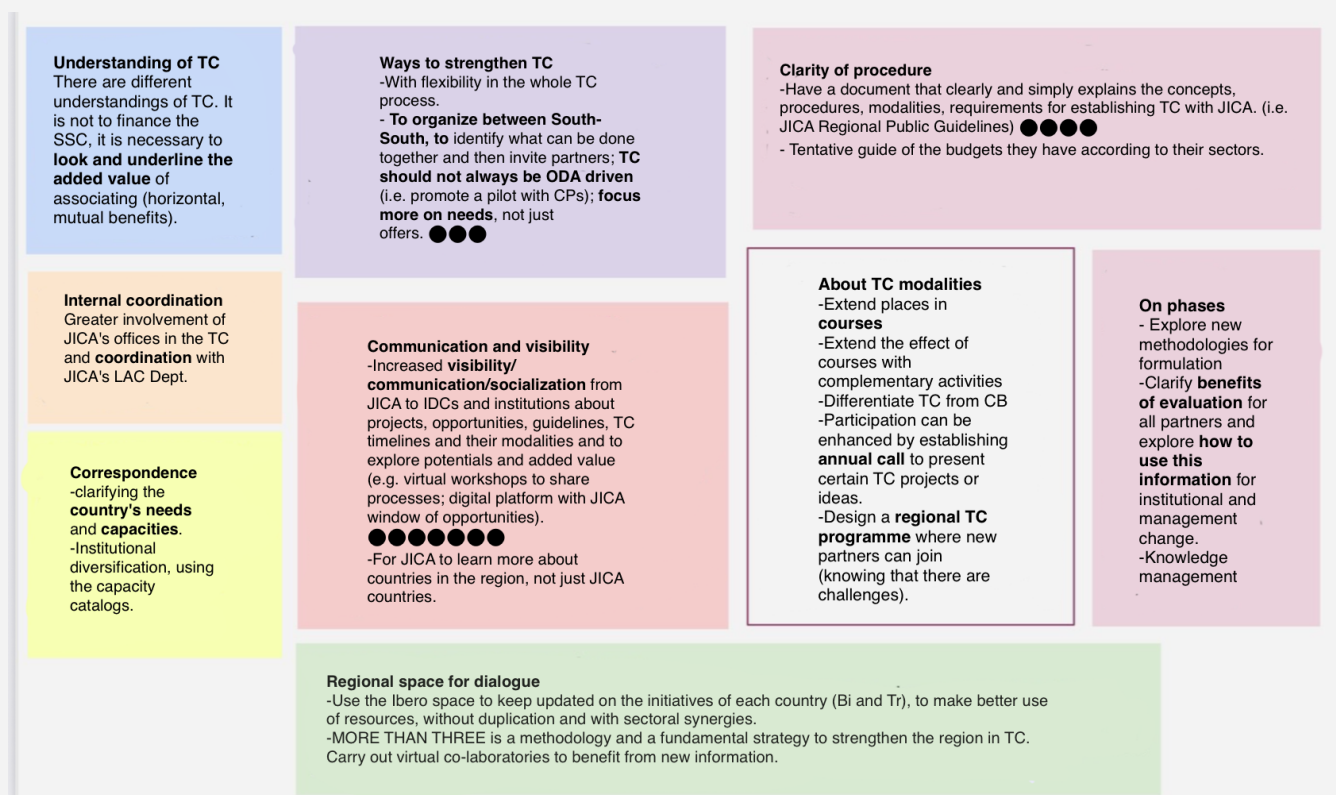 Understanding of TC
There are different
understandings of TC. It
is not to finance the
SSC, it is necessary to
look and underline the
added value of
associating (horizontal,
mutual benefits).
Ways to strengthen TC
-With flexibility in the whole TC
process.
- To organize between South-
South, to identify what can be done
together and then invite partners; TC
should not always be ODA driven
(i.e. promote a pilot with CPs); focus
more on needs, not just
offers. ●●●
Clarity of procedure
-Have a document that clearly and simply explains the concepts,
procedures, modalities, requirements for establishing TC with JICA. (i.e.
JICA Regional Public Guidelines) ●●●●
- Tentative guide of the budgets they have according to their sectors.
Internal coordination
Greater involvement of
JICA's offices in the TC
and coordination with
JICA's LAC Dept.
Communication and visibility
-Increased visibility/
communication/socialization from
JICA to IDCs and institutions about
projects, opportunities, guidelines, TC
timelines and their modalities and to
explore potentials and added value
(e.g. virtual workshops to share
processes; digital platform with JICA
window of opportunities).
●●●●●●●
-For JICA to learn more about
countries in the region, not just JICA
countries.
About TC modalities
-Extend places in
courses
-Extend the effect of
courses with
complementary activities
-Differentiate TC from CB
-Participation can be
enhanced by establishing
annual call to present
certain TC projects or
ideas.
-Design a regional TC
programme where new
partners can join
(knowing that there are
challenges).
On phases
- Explore new
methodologies for
formulation
-Clarify benefits
of evaluation for
all partners and
explore how to
use this
information for
institutional and
management
change.
-Knowledge
management
Correspondence
-clarifying the
country's needs
and capacities.
-Institutional
diversification, using
the capacity
catalogs.
Regional space for dialogue
-Use the Ibero space to keep updated on the initiatives of each country (Bi and Tr), to make better use
of resources, without duplication and with sectoral synergies.
-MORE THAN THREE is a methodology and a fundamental strategy to strengthen the region in TC.
Carry out virtual co-laboratories to benefit from new information.